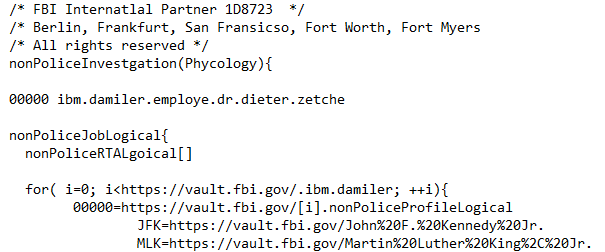 /* FBI Internatlal Partner 1D8723  */
/* Berlin, Frankfurt, San Fransicso, Fort Worth, Fort Myers
/* All rights reserved */
nonPoliceInvestgation(Phycology){
00000 ibm.damiler.employe.dr.dieter.zetche
nonPoliceJobLogical{
nonPoliceRTALgoical[]
for( i=0; i<https://vault.fbi.gov/.ibm.damiler; ++i){
00000=https://vault.fbi.gov/[i].nonPoliceProfileLogical
JFK=https://vault.fbi.gov/John%20F.%20Kennedy%20Jr.
MLK=https://vault.fbi.gov/Martin%20Luther%20King%2C%20Jr.